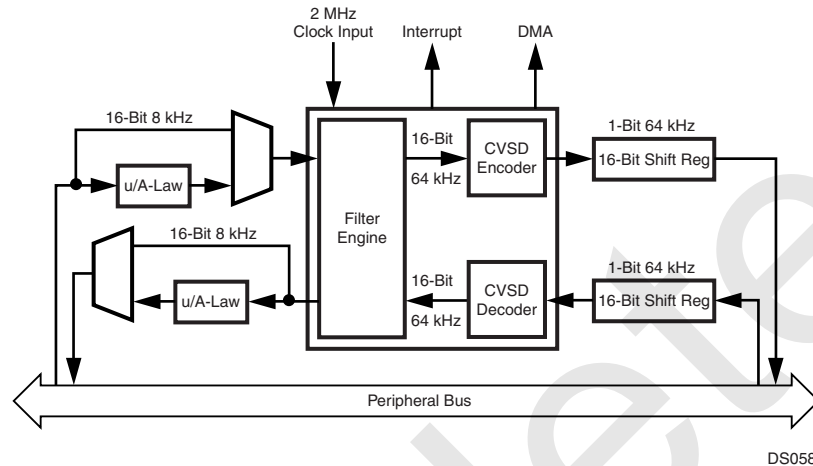 2 MHz
Clock Input
Interrupt
DMA
16-Bit 8 kHz
u/A-Law
16-Bit 8 kHz
u/A-Law
Filter
Engine
16-Bit
64 kHz
CVSD
Encoder
1-Bit 64 kHz
16-Bit Shift Reg
16-Bit
64 kHz
CVSD
Decoder
1-Bit 64 kHz
16-Bit Shift Reg
Peripheral Bus
DS058